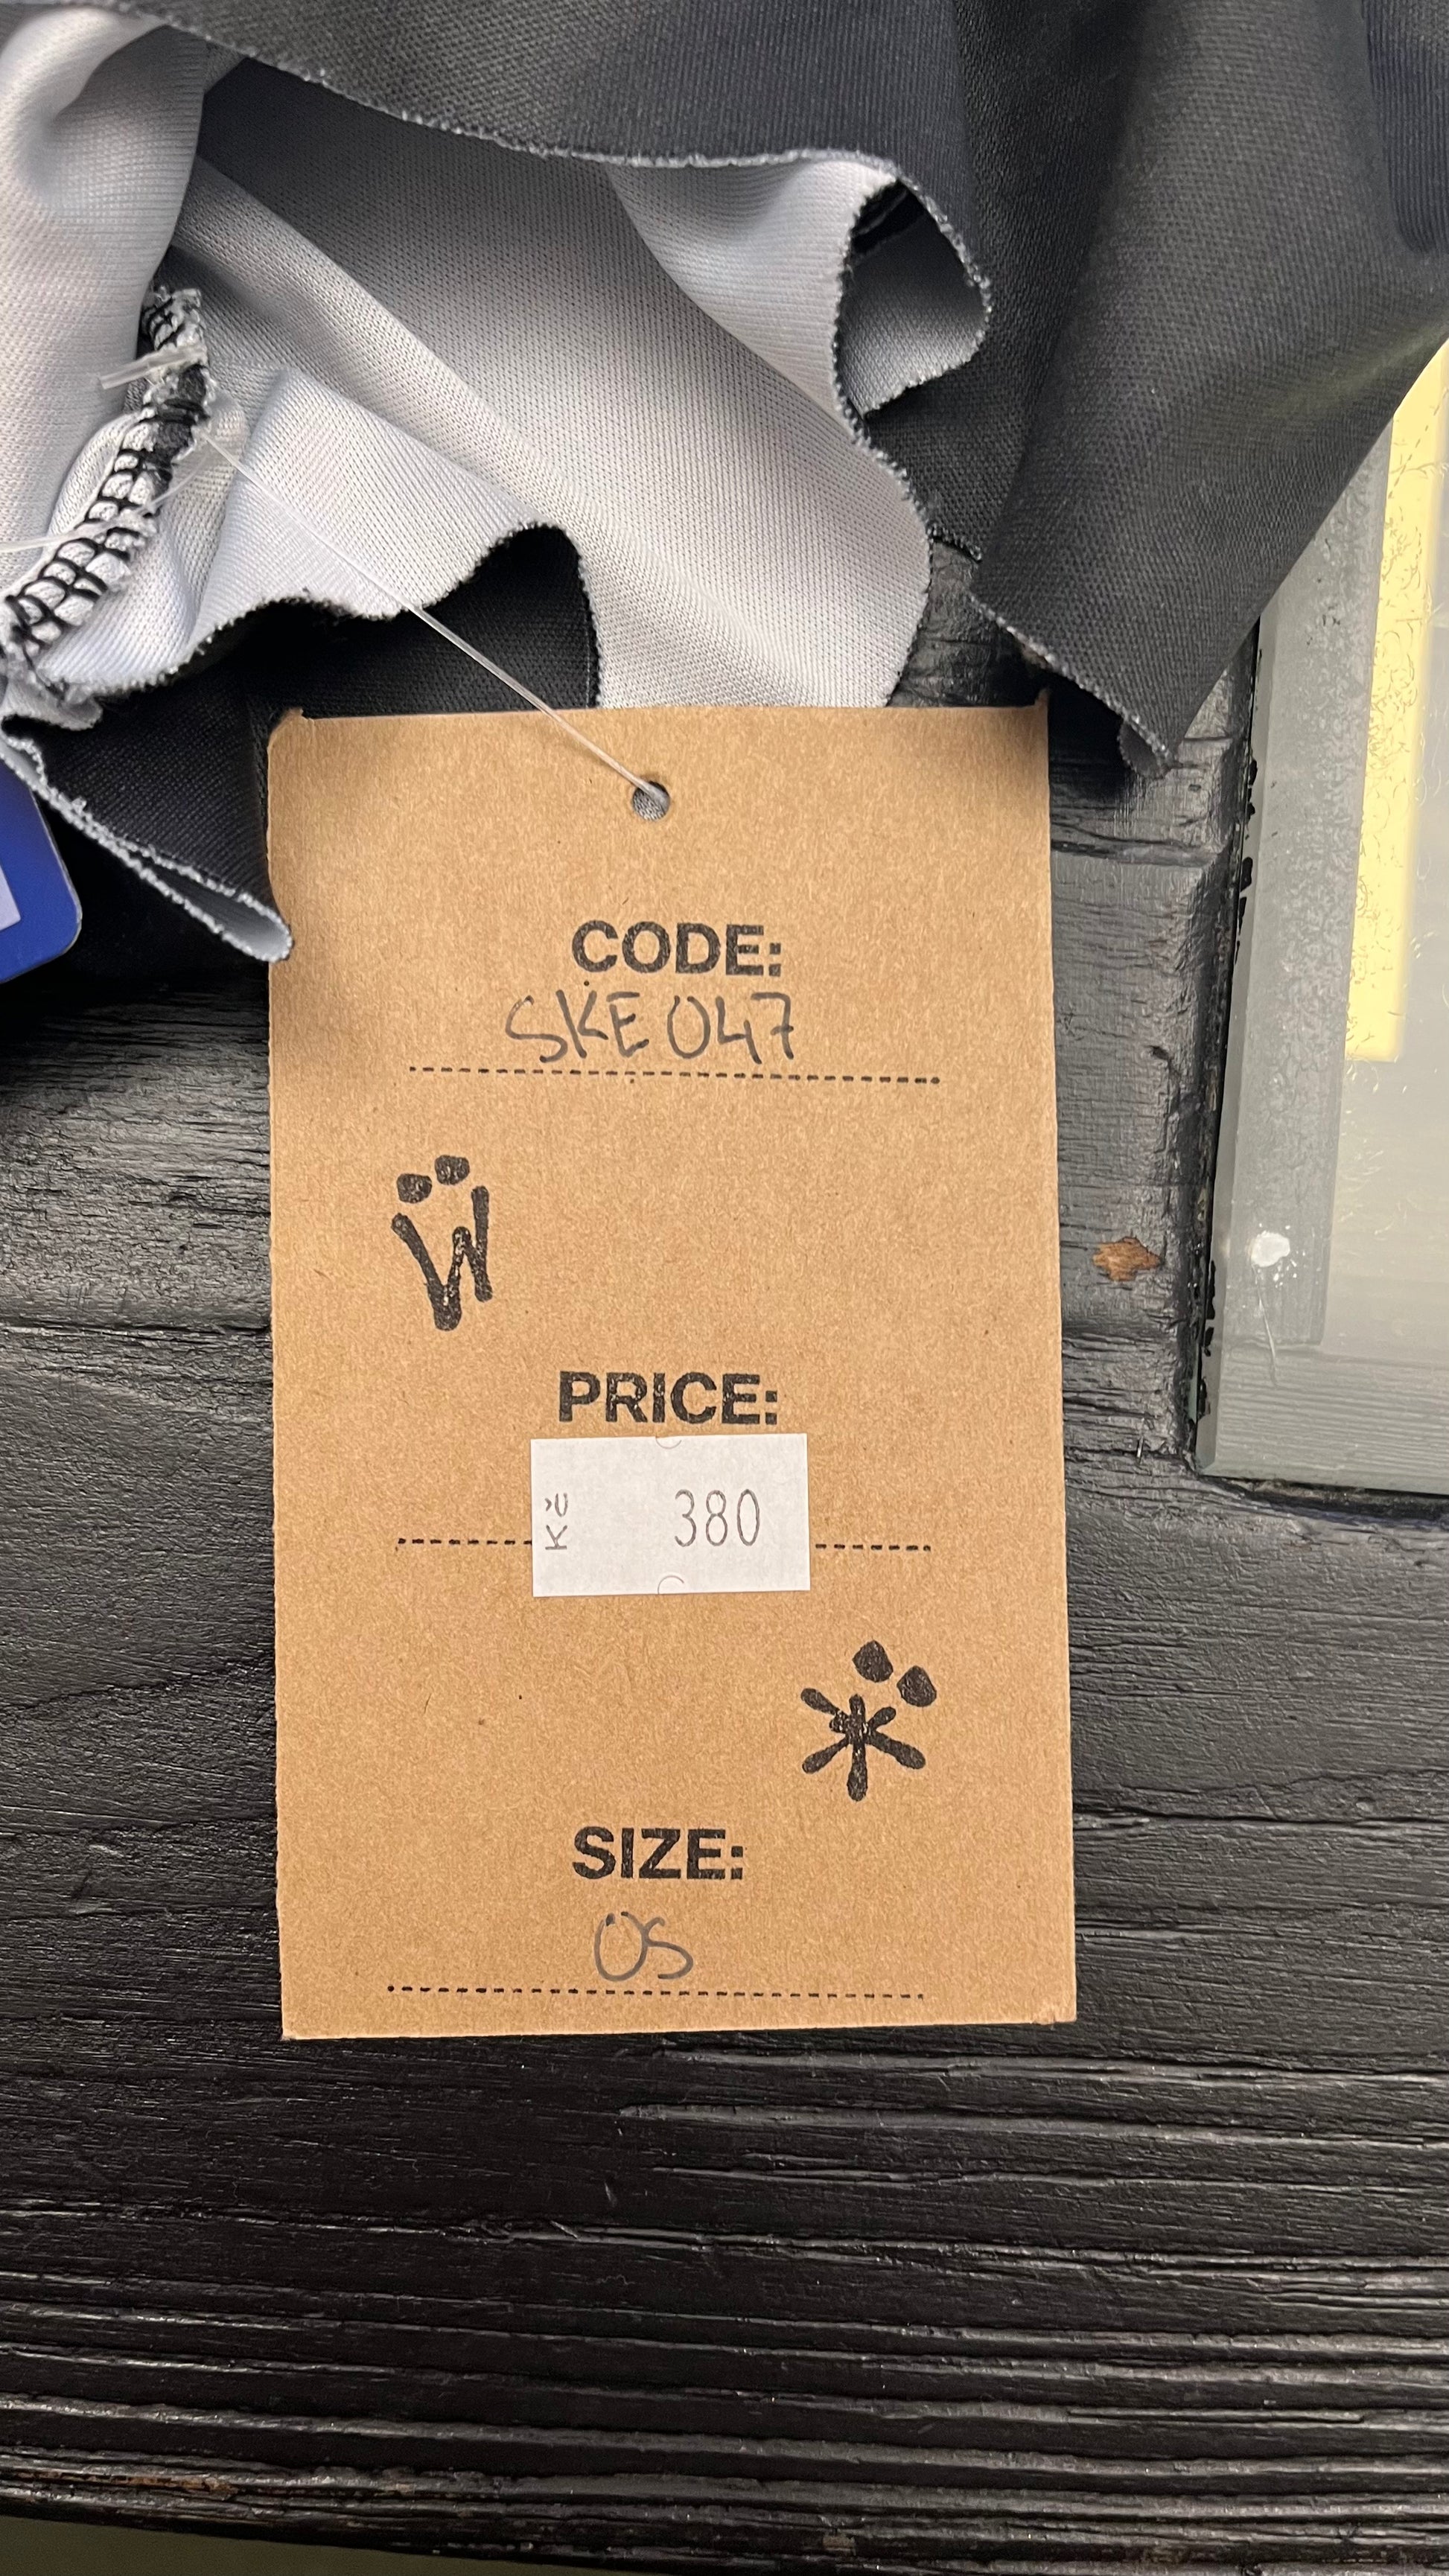 CODE:
SKE047
Ẅ
PRICE:
Kč 380
SIZE:
OS